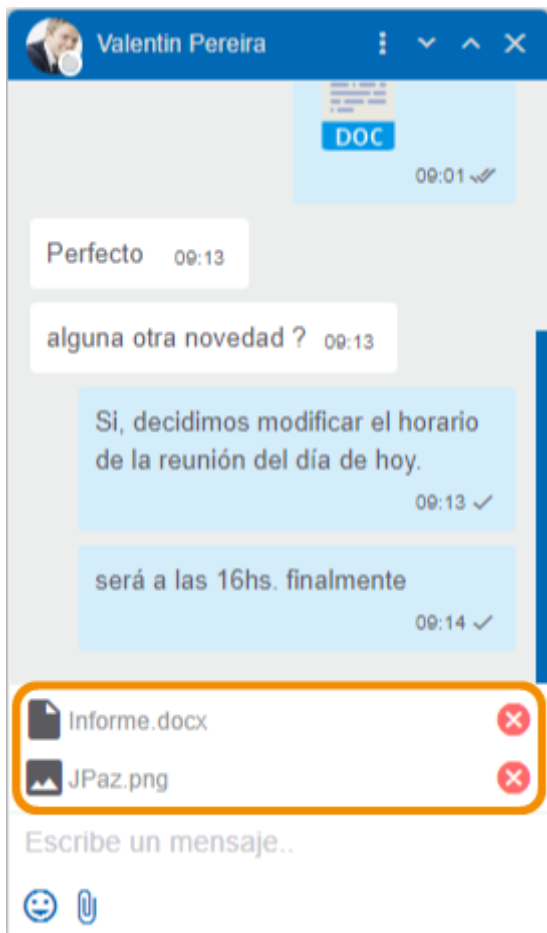 Valentin Pereira
DOC
09:01
Perfecto 09:13
alguna otra novedad ? 09:13
Si, decidimos modificar el horario
de la reunión del día de hoy.
09:13
será a las 16hs. finalmente
09:14
Informe.docx
JPaz.png
Escribe un mensaje..